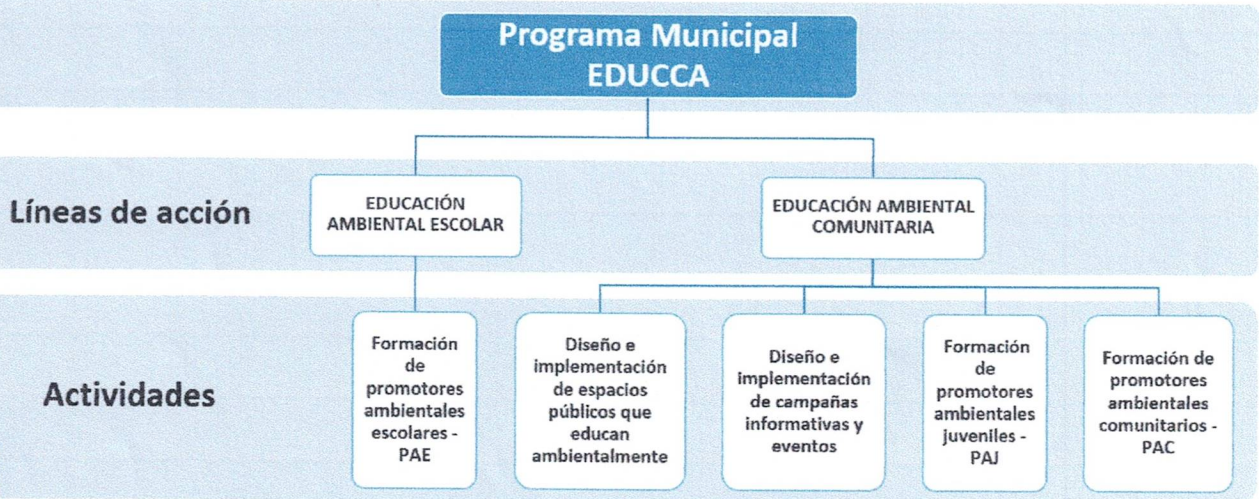 Programa Municipal
EDUCCA
Líneas de acción
EDUCACIÓN
AMBIENTAL ESCOLAR
EDUCACIÓN AMBIENTAL
COMUNITARIA
Actividades
Formación
de
promotores
ambientales
escolares -
PAE
Diseño e
implementación
de espacios
públicos que
educan
ambientalmente
Diseño e
implementación
de campañas
informativas y
eventos
Formación
de
promotores
ambientales
juveniles -
PAJ
Formación de
promotores
ambientales
comunitarios -
PAC